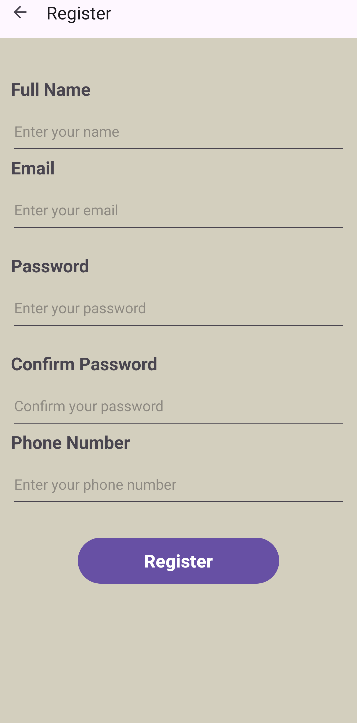 Register
Full Name
Enter your name
Email
Enter your email
Password
Enter your password
Confirm Password
Confirm your password
Phone Number
Enter your phone number
Register